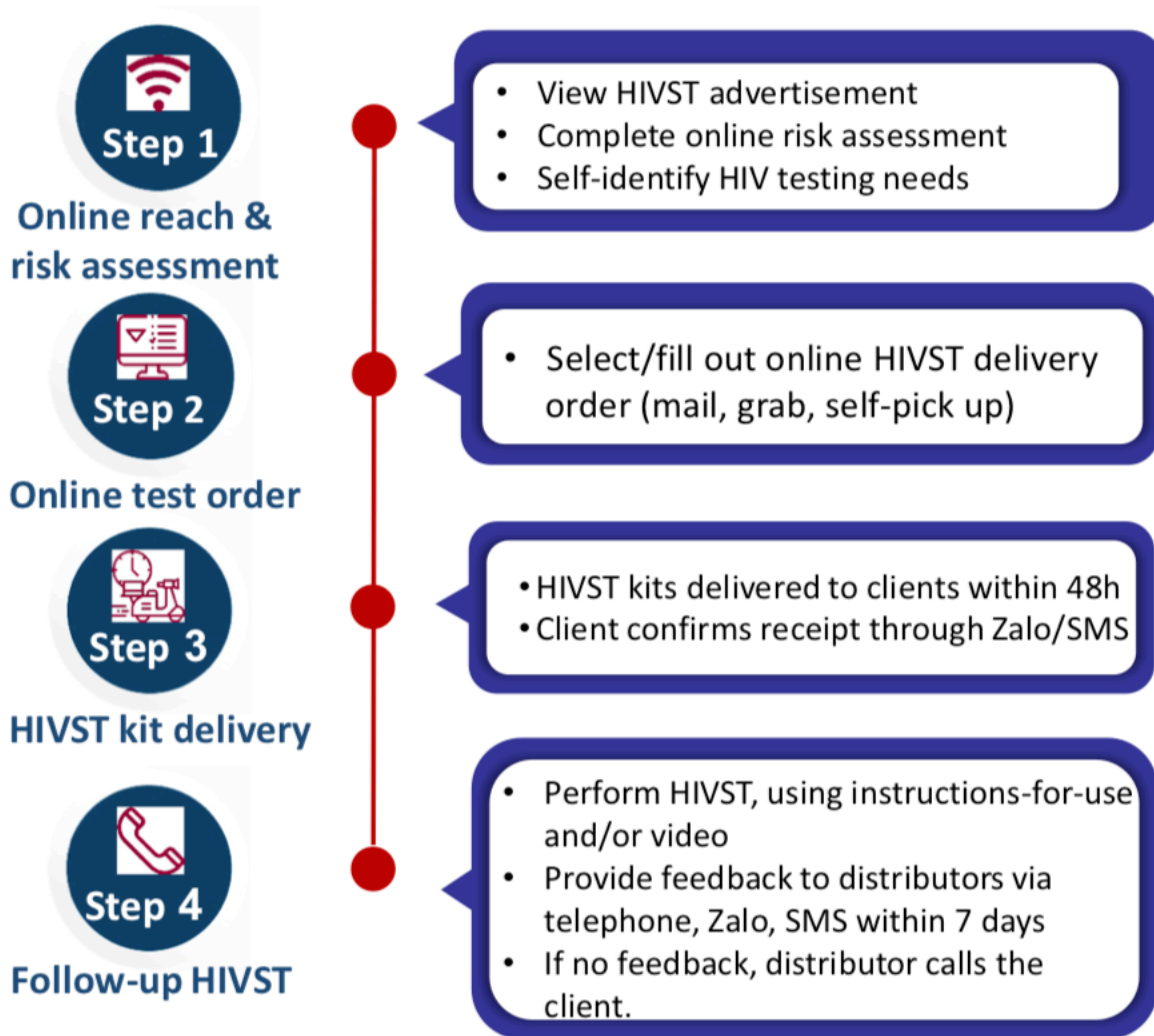 Step 1
Online reach &
risk assessment
• View HIVST advertisement
• Complete online risk assessment
• Self-identify HIV testing needs
Step 2
Online test order
• Select/fill out online HIVST delivery
order (mail, grab, self-pick up)
Step 3
HIVST kit delivery
• HIVST kits delivered to clients within 48h
• Client confirms receipt through Zalo/SMS
Step 4
Follow-up HIVST
• Perform HIVST, using instructions-for-use
and/or video
• Provide feedback to distributors via
telephone, Zalo, SMS within 7 days
• If no feedback, distributor calls the
client.